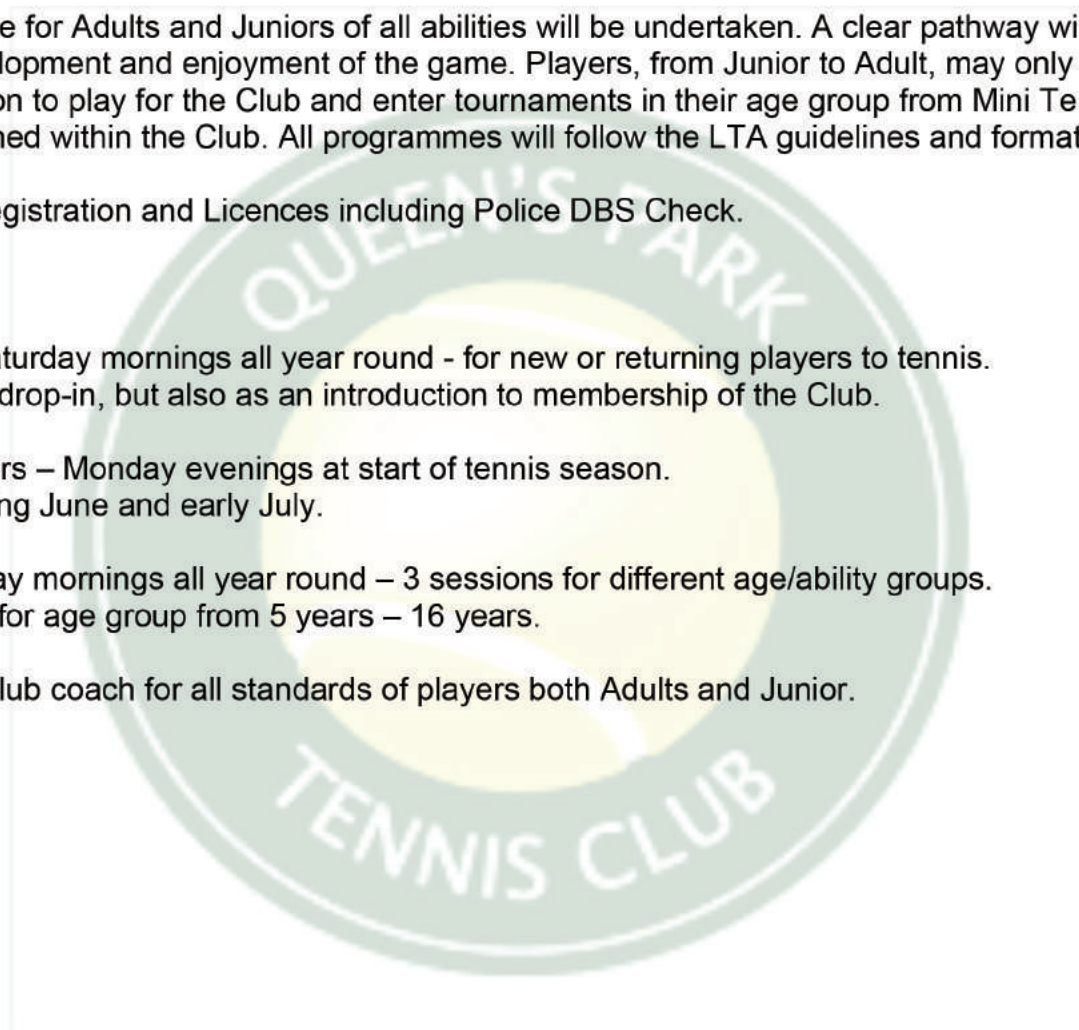 e for Adults and Juniors of all abilities will be undertaken. A clear pathway wi
lopment and enjoyment of the game. Players, from Junior to Adult, may only
on to play for the Club and enter tournaments in their age group from Mini Te
ned within the Club. All programmes will follow the LTA guidelines and format
QUEEN'S PARK
egistration and Licences including Police DBS Check.
aturday mornings all year round - for new or returning players to tennis.
drop-in, but also as an introduction to membership of the Club.
rs – Monday evenings at start of tennis season.
ng June and early July.
ay mornings all year round – 3 sessions for different age/ability groups.
for age group from 5 years – 16 years.
lub coach for all standards of players both Adults and Junior.
TENNIS CLUB